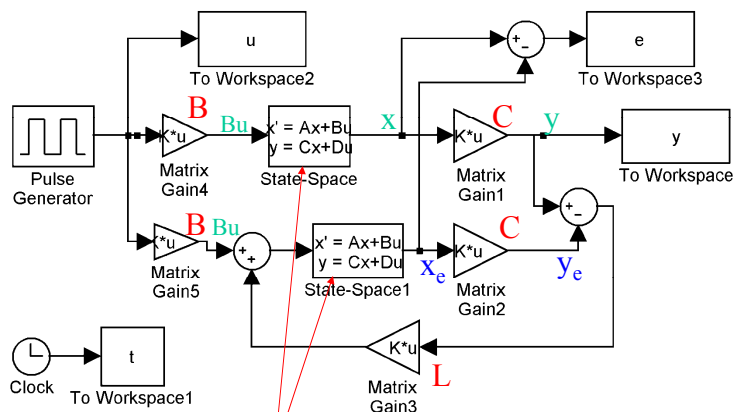 u
To Workspace2
e
To Workspace3
+
−
Pulse
Generator
B
K*u
Matrix
Gain4
Bu
x' = Ax+Bu
y = Cx+Du
State-Space
x
K*u
C
Matrix
Gain1
y
y
To Workspace
+
−
B
K*u
Matrix
Gain5
Bu
+
+
x' = Ax+Bu
y = Cx+Du
State-Space1
xe
K*u
C
Matrix
Gain2
ye
Clock
t
To Workspace1
K*u
Matrix
Gain3
L